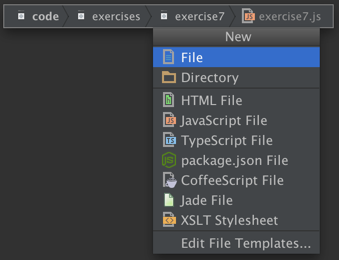 code exercises exercise7 exercise7.js
New
File
Directory
HTML File
JavaScript File
TypeScript File
package.json File
CoffeeScript File
Jade File
XSLT Stylesheet
Edit File Templates...